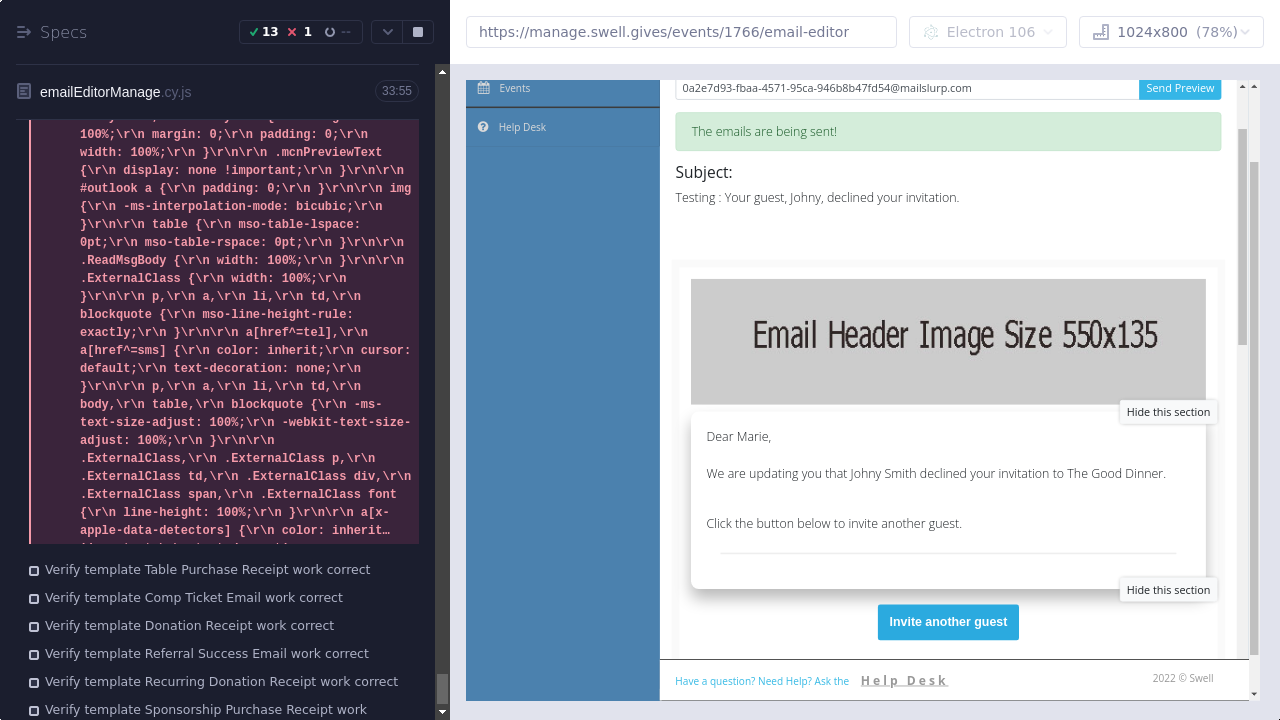 Specs
13
1
--
emailEditorManage.cy.js
33:55
100%;\r\n margin: 0;\r\n padding: 0;\r\n
width: 100%;\r\n }\r\n\r\n .mcnPreviewText
{\r\n display: none !important;\r\n }\r\n\r\n
#outlook a {\r\n padding: 0;\r\n }\r\n\r\n img
{\r\n -ms-interpolation-mode: bicubic;\r\n
}\r\n\r\n table {\r\n mso-table-lspace:
0pt;\r\n mso-table-rspace: 0pt;\r\n }\r\n\r\n
.ReadMsgBody {\r\n width: 100%;\r\n }\r\n\r\n
.ExternalClass {\r\n width: 100%;\r\n
}\r\n\r\n p,\r\n a,\r\n li,\r\n td,\r\n
blockquote {\r\n mso-line-height-rule:
exactly;\r\n }\r\n\r\n a[href^=tel],\r\n
a[href^=sms] {\r\n color: inherit;\r\n cursor:
default;\r\n text-decoration: none;\r\n
}\r\n\r\n p,\r\n a,\r\n li,\r\n td,\r\n
body,\r\n table,\r\n blockquote {\r\n -ms-
text-size-adjust: 100%;\r\n -webkit-text-size-
adjust: 100%;\r\n }\r\n\r\n
.ExternalClass,\r\n .ExternalClass p,\r\n
.ExternalClass td,\r\n .ExternalClass div,\r\n
.ExternalClass span,\r\n .ExternalClass font
{\r\n line-height: 100%;\r\n }\r\n\r\n a[x-
apple-data-detectors] {\r\n color: inherit…
Verify template Table Purchase Receipt work correct
Verify template Comp Ticket Email work correct
Verify template Donation Receipt work correct
Verify template Referral Success Email work correct
Verify template Recurring Donation Receipt work correct
Verify template Sponsorship Purchase Receipt work
https://manage.swell.gives/events/1766/email-editor
Electron 106
1024x800 (78%)
Events
Help Desk
0a2e7d93-fbaa-4571-95ca-946b8b47fd54@mailslurp.com
Send Preview
The emails are being sent!
Subject:
Testing : Your guest, Johny, declined your invitation.
Email Header Image Size 550x135
Hide this section
Dear Marie,
We are updating you that Johny Smith declined your invitation to The Good Dinner.
Click the button below to invite another guest.
Hide this section
Invite another guest
Have a question? Need Help? Ask the Help Desk
2022 © Swell